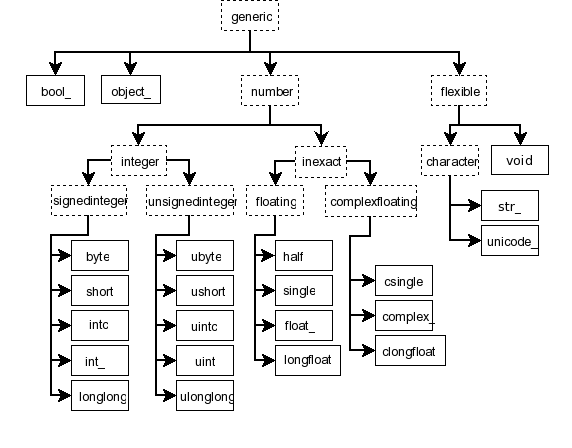 generic
bool_ object_ number flexible
integer inexact character void
signedinteger unsignedinteger floating complexfloating
str_
unicode_
byte ubyte half
csingle
short ushort single
complex_
intc uintc float_
clongfloat
int_ uint longfloat
longlong ulonglong